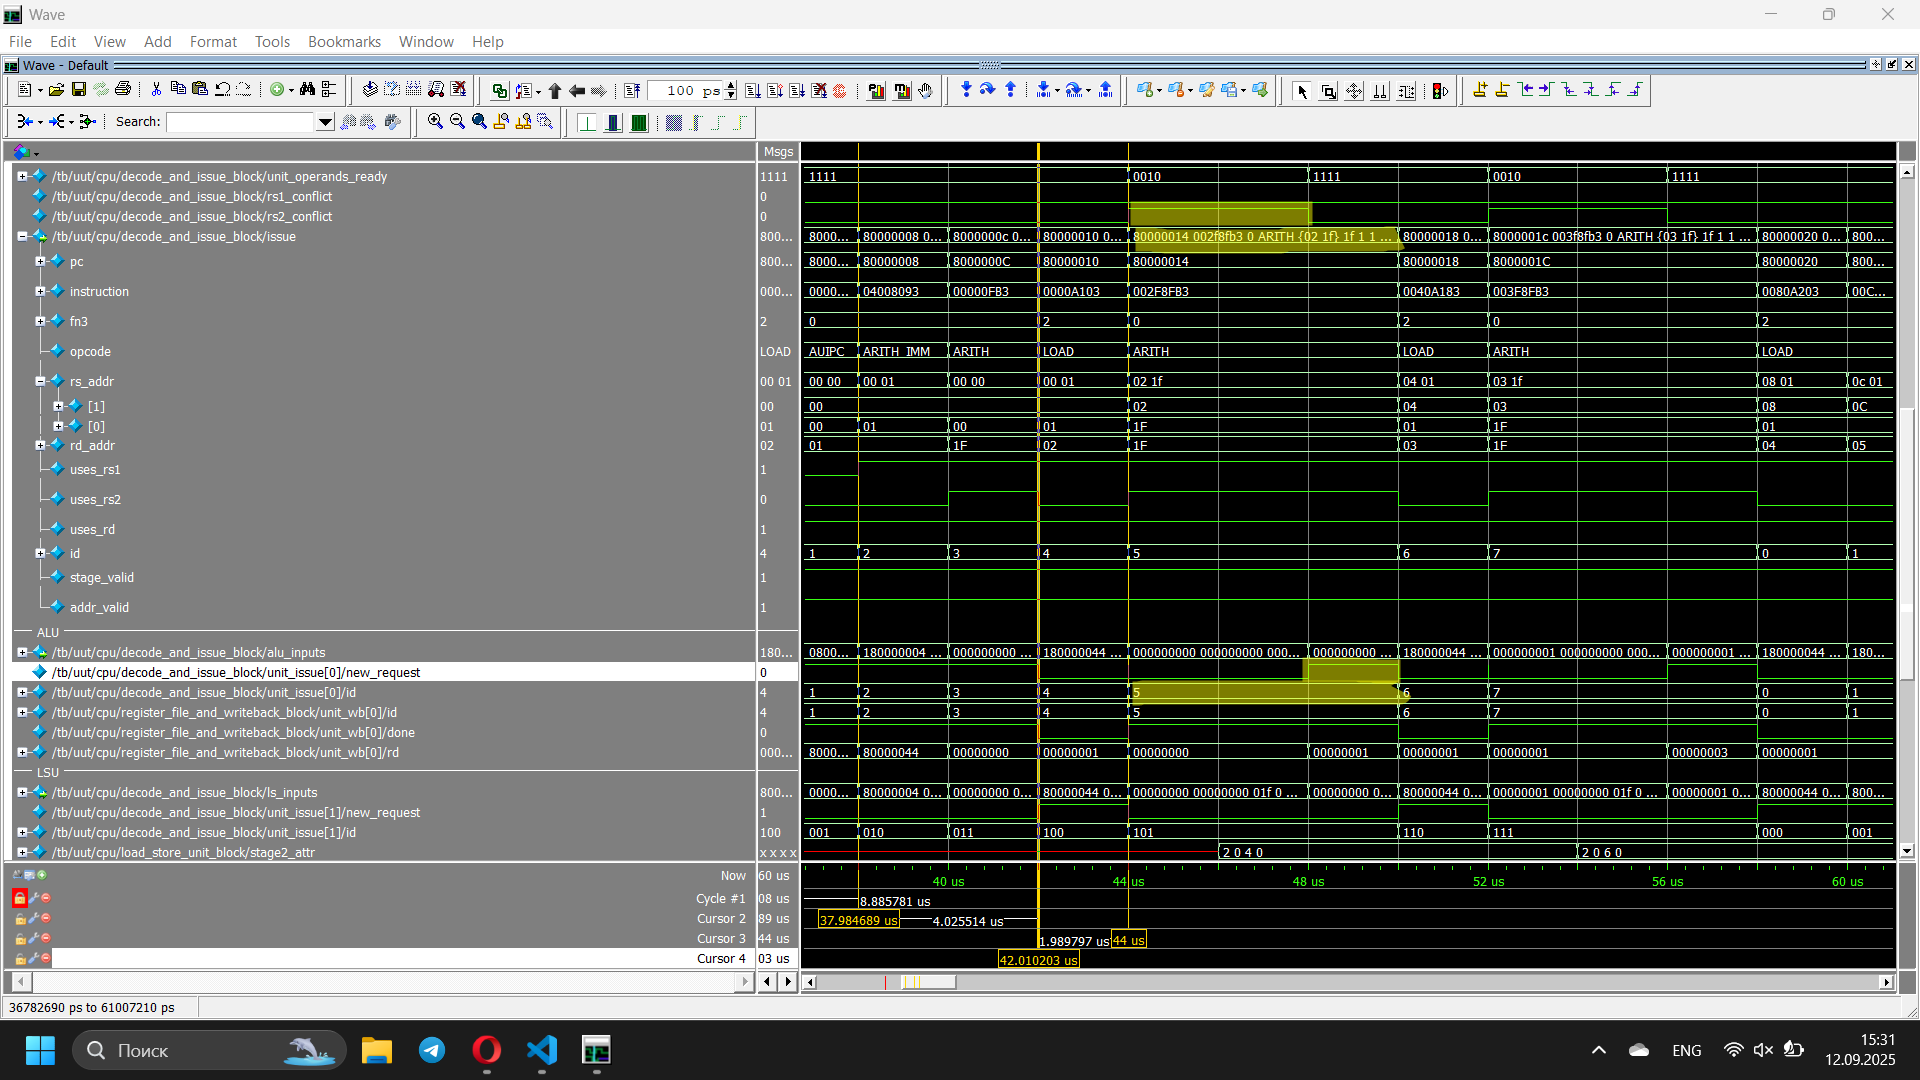 Wave
File Edit View Add Format Tools Bookmarks Window Help
Wave - Default
100 ps
Search:
Msgs
/tb/uut/cpu/decode_and_issue_block/unit_operands_ready 1111 1111 0010 1111 0010 1111
/tb/uut/cpu/decode_and_issue_block/rs1_conflict 0
/tb/uut/cpu/decode_and_issue_block/rs2_conflict 0
/tb/uut/cpu/decode_and_issue_block/issue 800... 8000... 80000008 0... 8000000c 0... 80000010 0... 80000014 002f8fb3 0 ARITH {02 1f} 1f 1 1 ... 80000018 0... 8000001c 003f8fb3 0 ARITH {03 1f} 1f 1 1 ... 80000020 0... 800...
pc 800... 8000... 80000008 8000000C 80000010 80000014 80000018 8000001C 80000020 800...
instruction 000... 0000... 04008093 00000FB3 0000A103 002F8FB3 0040A183 003F8FB3 0080A203 00C...
fn3 2 0 2 0 2 0 2
opcode LOAD AUIPC ARITH_IMM ARITH LOAD ARITH LOAD ARITH LOAD
rs_addr 00 01 00 00 00 01 00 00 00 01 02 1f 04 01 03 1f 08 01 0c 01
[1] 00 00 02 04 03 08 0C
[0] 01 00 01 00 01 1F 01 1F 01
rd_addr 02 01 1F 02 1F 03 1F 04 05
uses_rs1 1
uses_rs2 0
uses_rd 1
id 4 1 2 3 4 5 6 7 0 1
stage_valid 1
addr_valid 1
ALU
/tb/uut/cpu/decode_and_issue_block/alu_inputs 180... 0800... 180000004 ... 000000000 ... 180000044 ... 000000000 000000000 000... 000000000 ... 180000044 ... 000000001 000000000 000... 000000001 ... 180000044 ... 180...
/tb/uut/cpu/decode_and_issue_block/unit_issue[0]/new_request 0
/tb/uut/cpu/decode_and_issue_block/unit_issue[0]/id 4 1 2 3 4 5 6 7 0 1
/tb/uut/cpu/register_file_and_writeback_block/unit_wb[0]/id 4 1 2 3 4 5 6 7 0 1
/tb/uut/cpu/register_file_and_writeback_block/unit_wb[0]/done 0
/tb/uut/cpu/register_file_and_writeback_block/unit_wb[0]/rd 000... 8000... 80000044 00000000 00000001 00000000 00000001 00000001 00000001 00000003 00000001
LSU
/tb/uut/cpu/decode_and_issue_block/ls_inputs 800... 0000... 80000004 0... 00000000 0... 80000044 0... 00000000 00000000 01f 0 ... 00000000 0... 80000044 0... 00000001 00000000 01f 0 ... 00000001 0... 80000044 0... 800...
/tb/uut/cpu/decode_and_issue_block/unit_issue[1]/new_request 1
/tb/uut/cpu/decode_and_issue_block/unit_issue[1]/id 100 001 010 011 100 101 110 111 000 001
/tb/uut/cpu/load_store_unit_block/stage2_attr x x x x 2 0 4 0 2 0 6 0
Now 60 us 40 us 44 us 48 us 52 us 56 us 60 us
Cycle #1 08 us 8.885781 us
Cursor 2 89 us 37.984689 us 4.025514 us
Cursor 3 44 us 1.989797 us 44 us
Cursor 4 03 us 42.010203 us
36782690 ps to 61007210 ps
Поиск
ENG
15:31
12.09.2025